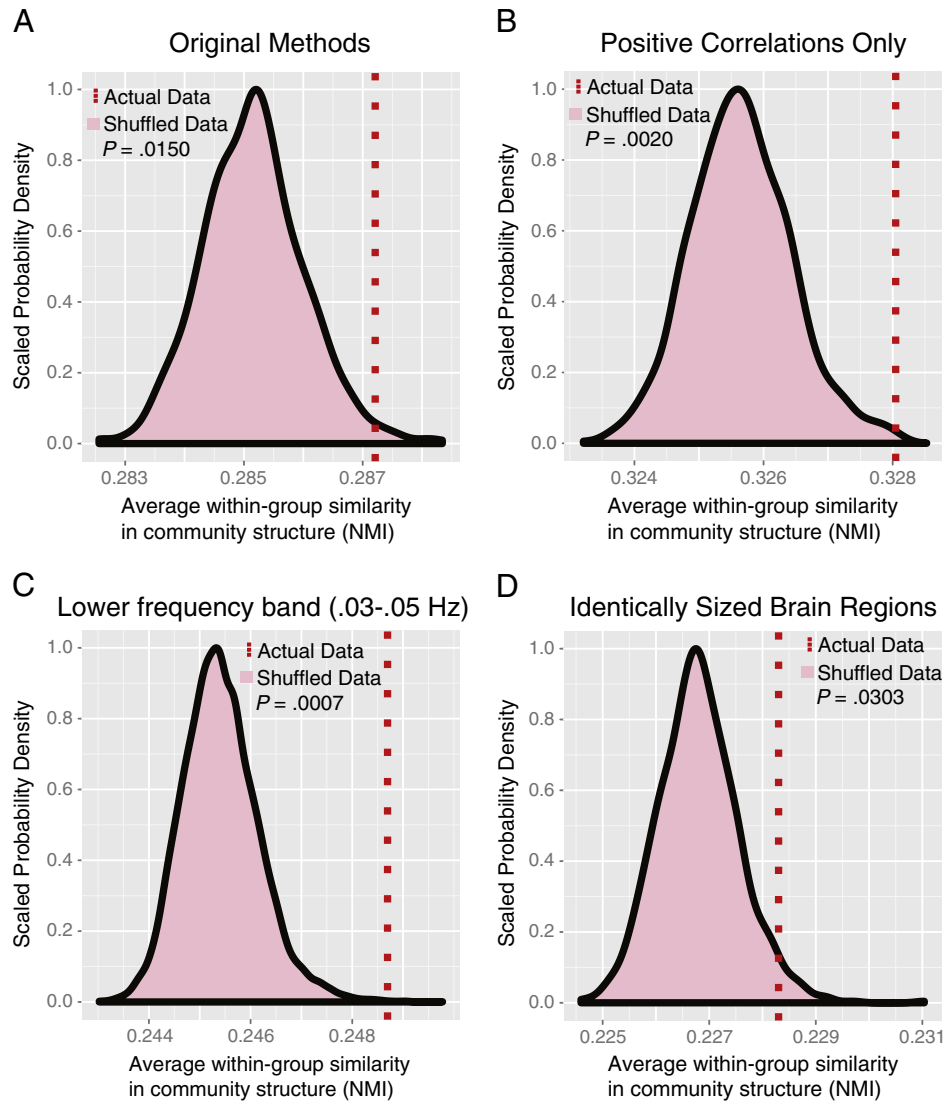 A
Original Methods
Actual Data
Shuffled Data
P = .0150
Scaled Probability Density
1.0
0.8
0.6
0.4
0.2
0.0
0.283
0.285
0.287
Average within-group similarity
in community structure (NMI)
B
Positive Correlations Only
Actual Data
Shuffled Data
P = .0020
Scaled Probability Density
1.0
0.8
0.6
0.4
0.2
0.0
0.324
0.326
0.328
Average within-group similarity
in community structure (NMI)
C
Lower frequency band (.03-.05 Hz)
Actual Data
Shuffled Data
P = .0007
Scaled Probability Density
1.0
0.8
0.6
0.4
0.2
0.0
0.244
0.246
0.248
Average within-group similarity
in community structure (NMI)
D
Identically Sized Brain Regions
Actual Data
Shuffled Data
P = .0303
Scaled Probability Density
1.0
0.8
0.6
0.4
0.2
0.0
0.225
0.227
0.229
0.231
Average within-group similarity
in community structure (NMI)